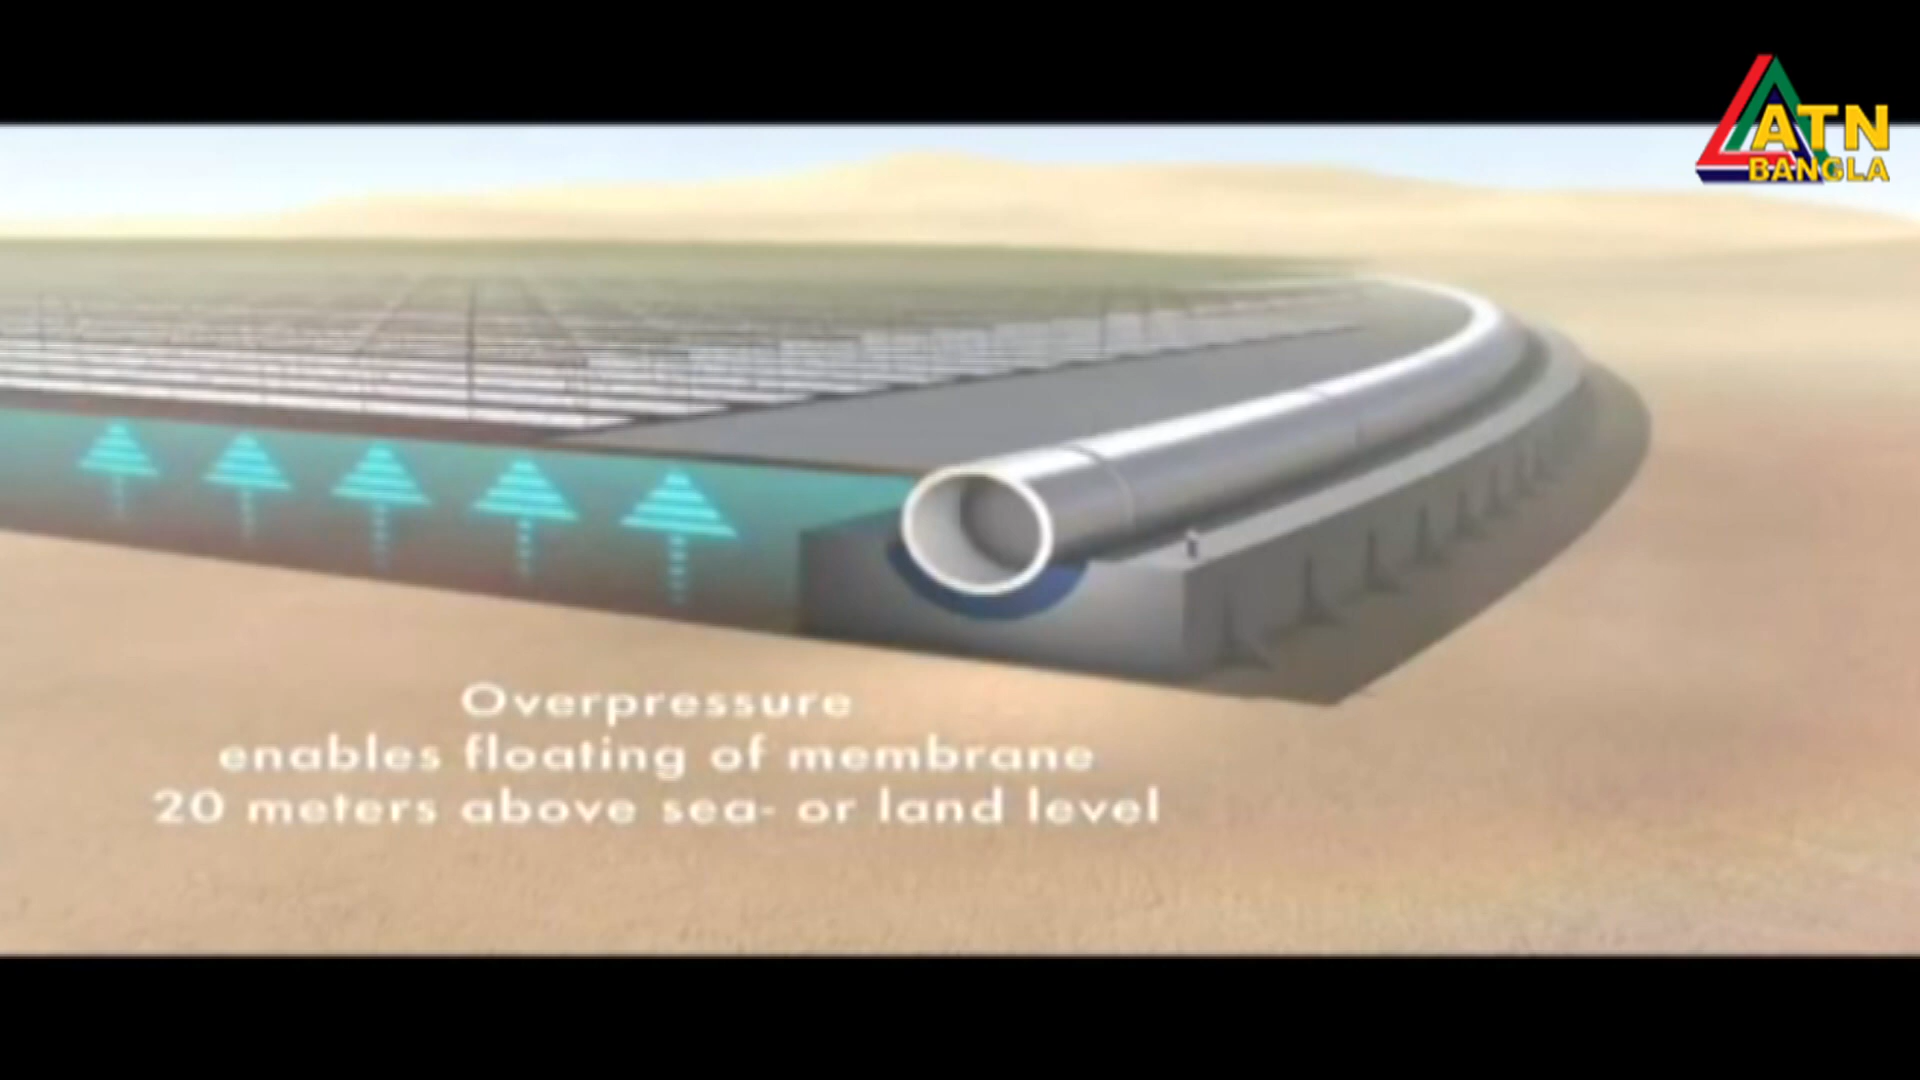 ATN
BANGLA
Overpressure
enables floating of membrane
20 meters above sea- or land level